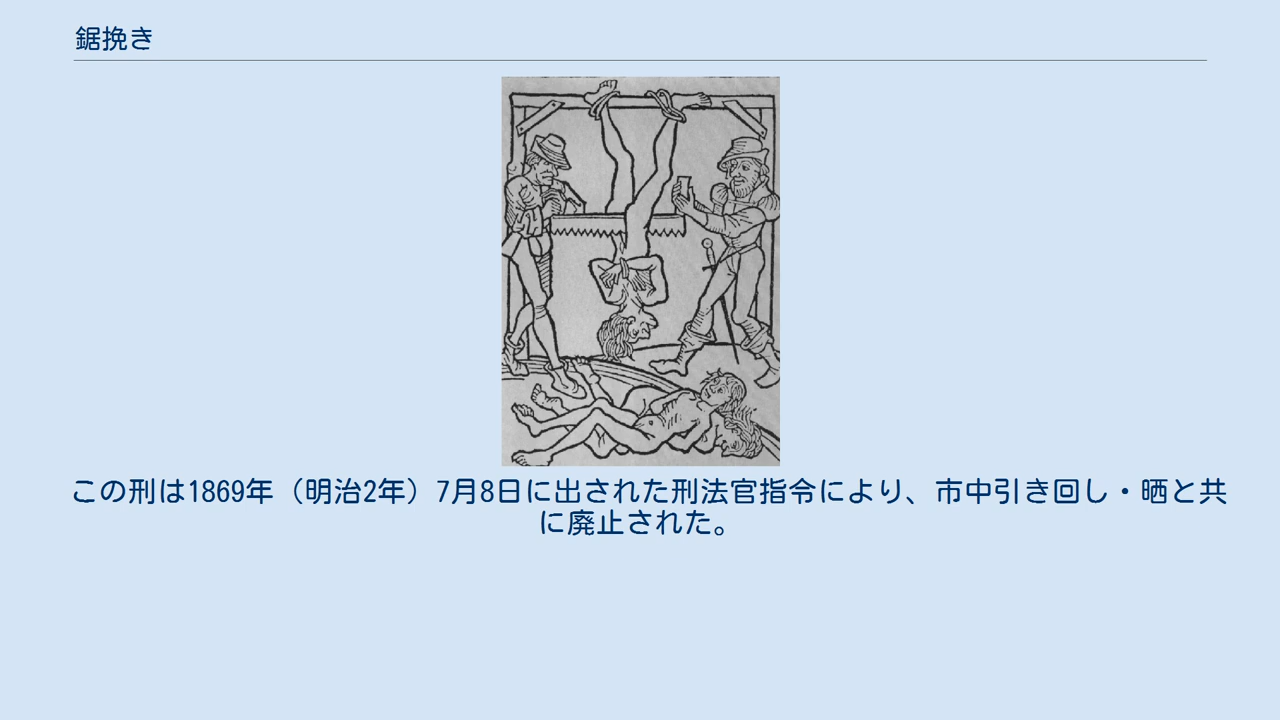 鋸挽き
この刑は1869年（明治2年）7月8日に出された刑法官指令により、市中引き回し・晒と共
に廃止された。